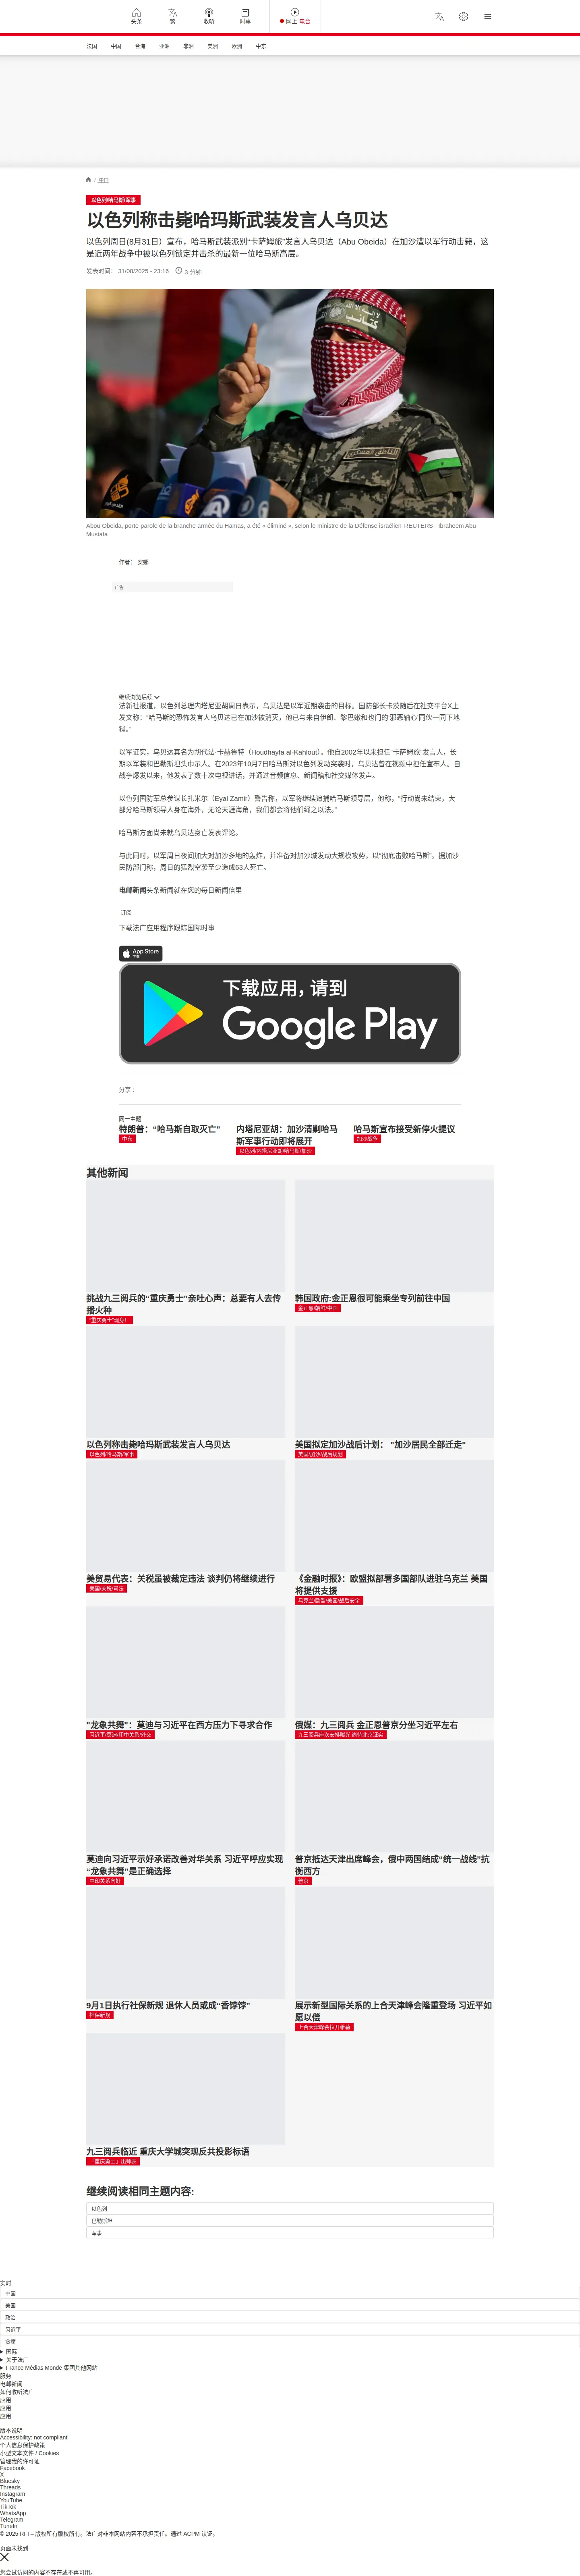 头条
繁
收听
时事
网上 电台
法国
中国
台海
亚洲
非洲
美洲
欧洲
中东
/ 中国
以色列/哈马斯/军事
以色列称击毙哈玛斯武装发言人乌贝达
以色列周日(8月31日）宣布，哈马斯武装派别“卡萨姆旅”发言人乌贝达（Abu Obeida）在加沙遭以军行动击毙，这
是近两年战争中被以色列锁定并击杀的最新一位哈马斯高层。
发表时间： 31/08/2025 - 23:16
3 分钟
Abou Obeida, porte-parole de la branche armée du Hamas, a été « éliminé », selon le ministre de la Défense israélien REUTERS - Ibraheem Abu
Mustafa
作者： 安娜
广告
继续浏览后续
法新社报道，以色列总理内塔尼亚胡周日表示，乌贝达是以军近期袭击的目标。国防部长卡茨随后在社交平台X上
发文称：“哈马斯的恐怖发言人乌贝达已在加沙被消灭，他已与来自伊朗、黎巴嫩和也门的‘邪恶轴心’同伙一同下地
狱。”
以军证实，乌贝达真名为胡代法·卡赫鲁特（Houdhayfa al-Kahlout）。他自2002年以来担任“卡萨姆旅”发言人，长
期以军装和巴勒斯坦头巾示人。在2023年10月7日哈马斯对以色列发动突袭时，乌贝达曾在视频中担任宣布人。自
战争爆发以来，他发表了数十次电视讲话，并通过音频信息、新闻稿和社交媒体发声。
以色列国防军总参谋长扎米尔（Eyal Zamir）警告称，以军将继续追捕哈马斯领导层，他称，“行动尚未结束，大
部分哈马斯领导人身在海外，无论天涯海角，我们都会将他们绳之以法。”
哈马斯方面尚未就乌贝达身亡发表评论。
与此同时，以军周日夜间加大对加沙多地的轰炸，并准备对加沙城发动大规模攻势，以“彻底击败哈马斯”。据加沙
民防部门称，周日的猛烈空袭至少造成63人死亡。
电邮新闻头条新闻就在您的每日新闻信里
订阅
下载法广应用程序跟踪国际时事
App Store
下载
下载应用，请到
Google Play
分享 :
同一主题
特朗普：“哈马斯自取灭亡”
中东
内塔尼亚胡：加沙清剿哈马
斯军事行动即将展开
以色列/内塔尼亚胡/哈马斯/加沙
哈马斯宣布接受新停火提议
加沙战争
其他新闻
挑战九三阅兵的“重庆勇士”亲吐心声：总要有人去传
播火种
“重庆勇士”现身！
韩国政府:金正恩很可能乘坐专列前往中国
金正恩/朝鲜/中国
以色列称击毙哈玛斯武装发言人乌贝达
以色列/哈马斯/军事
美国拟定加沙战后计划： “加沙居民全部迁走”
美国/加沙/战后规划
美贸易代表：关税虽被裁定违法 谈判仍将继续进行
美国/关税/司法
《金融时报》：欧盟拟部署多国部队进驻乌克兰 美国
将提供支援
乌克兰/欧盟/美国/战后安全
“龙象共舞”：莫迪与习近平在西方压力下寻求合作
习近平/莫迪/印中关系/外交
俄媒：九三阅兵 金正恩普京分坐习近平左右
九三阅兵座次安排曝光 尚待北京证实
莫迪向习近平示好承诺改善对华关系 习近平呼应实现
“龙象共舞”是正确选择
中印关系向好
普京抵达天津出席峰会，俄中两国结成“统一战线”抗
衡西方
普京
9月1日执行社保新规 退休人员或成“香饽饽”
社保新规
展示新型国际关系的上合天津峰会隆重登场 习近平如
愿以偿
上合天津峰会拉开帷幕
九三阅兵临近 重庆大学城突现反共投影标语
「重庆勇士」出师表
继续阅读相同主题内容:
以色列
巴勒斯坦
军事
实时
中国
美国
政治
习近平
贪腐
国际
关于法广
France Médias Monde 集团其他网站
服务
电邮新闻
如何收听法广
应用
应用
应用
版本说明
Accessibility: not compliant
个人信息保护政策
小型文本文件 / Cookies
管理我的许可证
Facebook
X
Bluesky
Threads
Instagram
YouTube
TikTok
WhatsApp
Telegram
TuneIn
© 2025 RFI – 版权所有版权所有。法广对非本网站内容不承担责任。通过 ACPM 认证。
页面未找到
您尝试访问的内容不存在或不再可用。